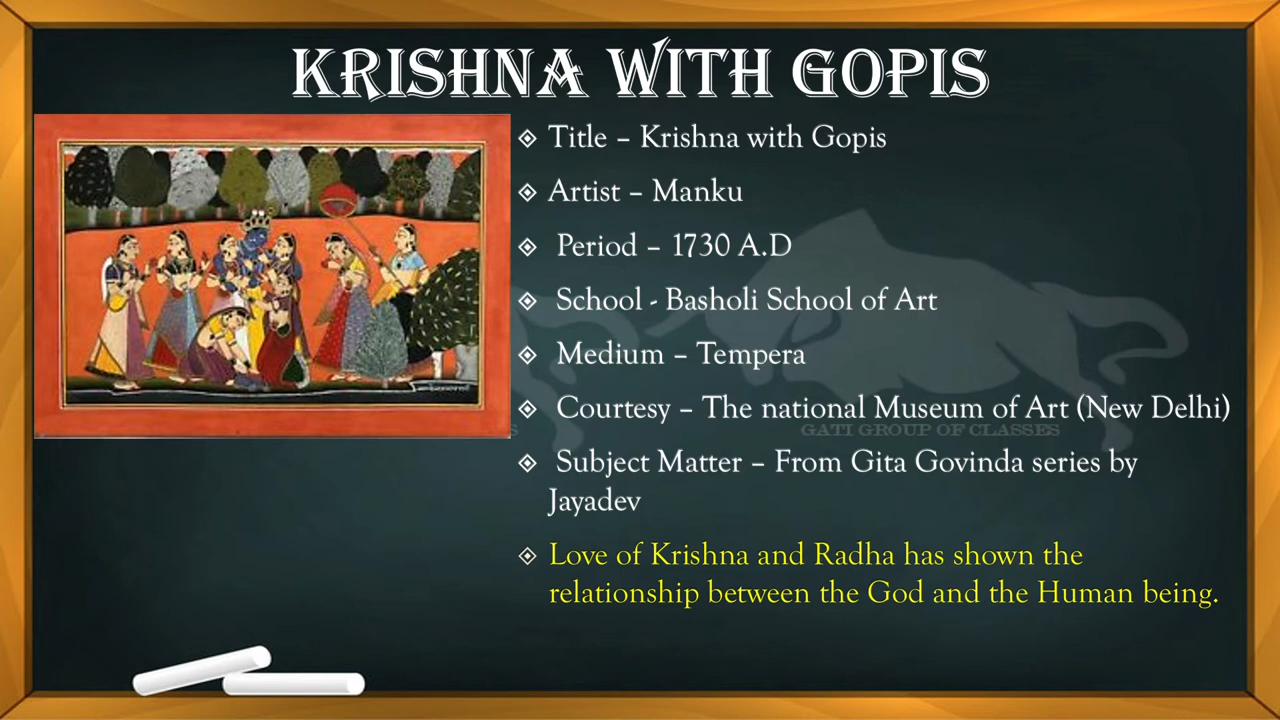 KRISHNA WITH GOPIS
Title – Krishna with Gopis
Artist – Manku
Period – 1730 A.D
School - Basholi School of Art
Medium – Tempera
Courtesy – The national Museum of Art (New Delhi)
GATI GROUP OF CLASSES
Subject Matter – From Gita Govinda series by
Jayadev
Love of Krishna and Radha has shown the
relationship between the God and the Human being.